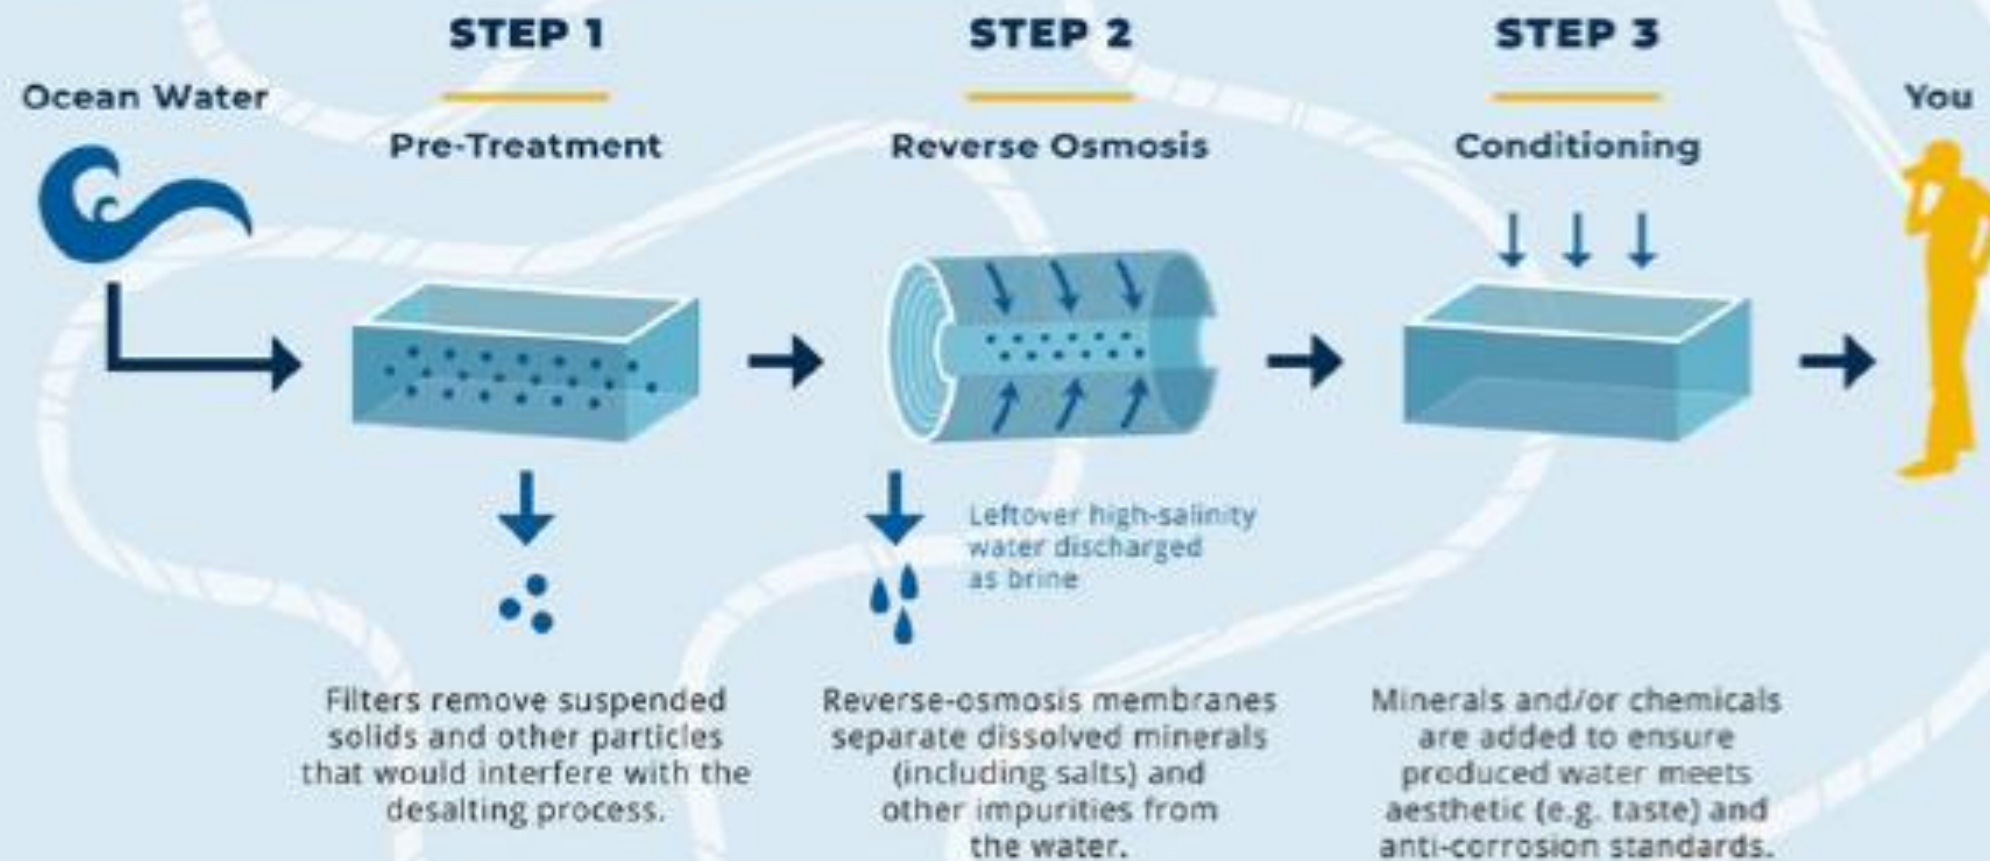 Ocean Water
STEP 1
Pre-Treatment
Filters remove suspended
solids and other particles
that would interfere with the
desalting process.
STEP 2
Reverse Osmosis
Leftover high-salinity
water discharged
as brine
Reverse-osmosis membranes
separate dissolved minerals
(including salts) and
other impurities from
the water.
STEP 3
Conditioning
Minerals and/or chemicals
are added to ensure
produced water meets
aesthetic (e.g. taste) and
anti-corrosion standards.
You